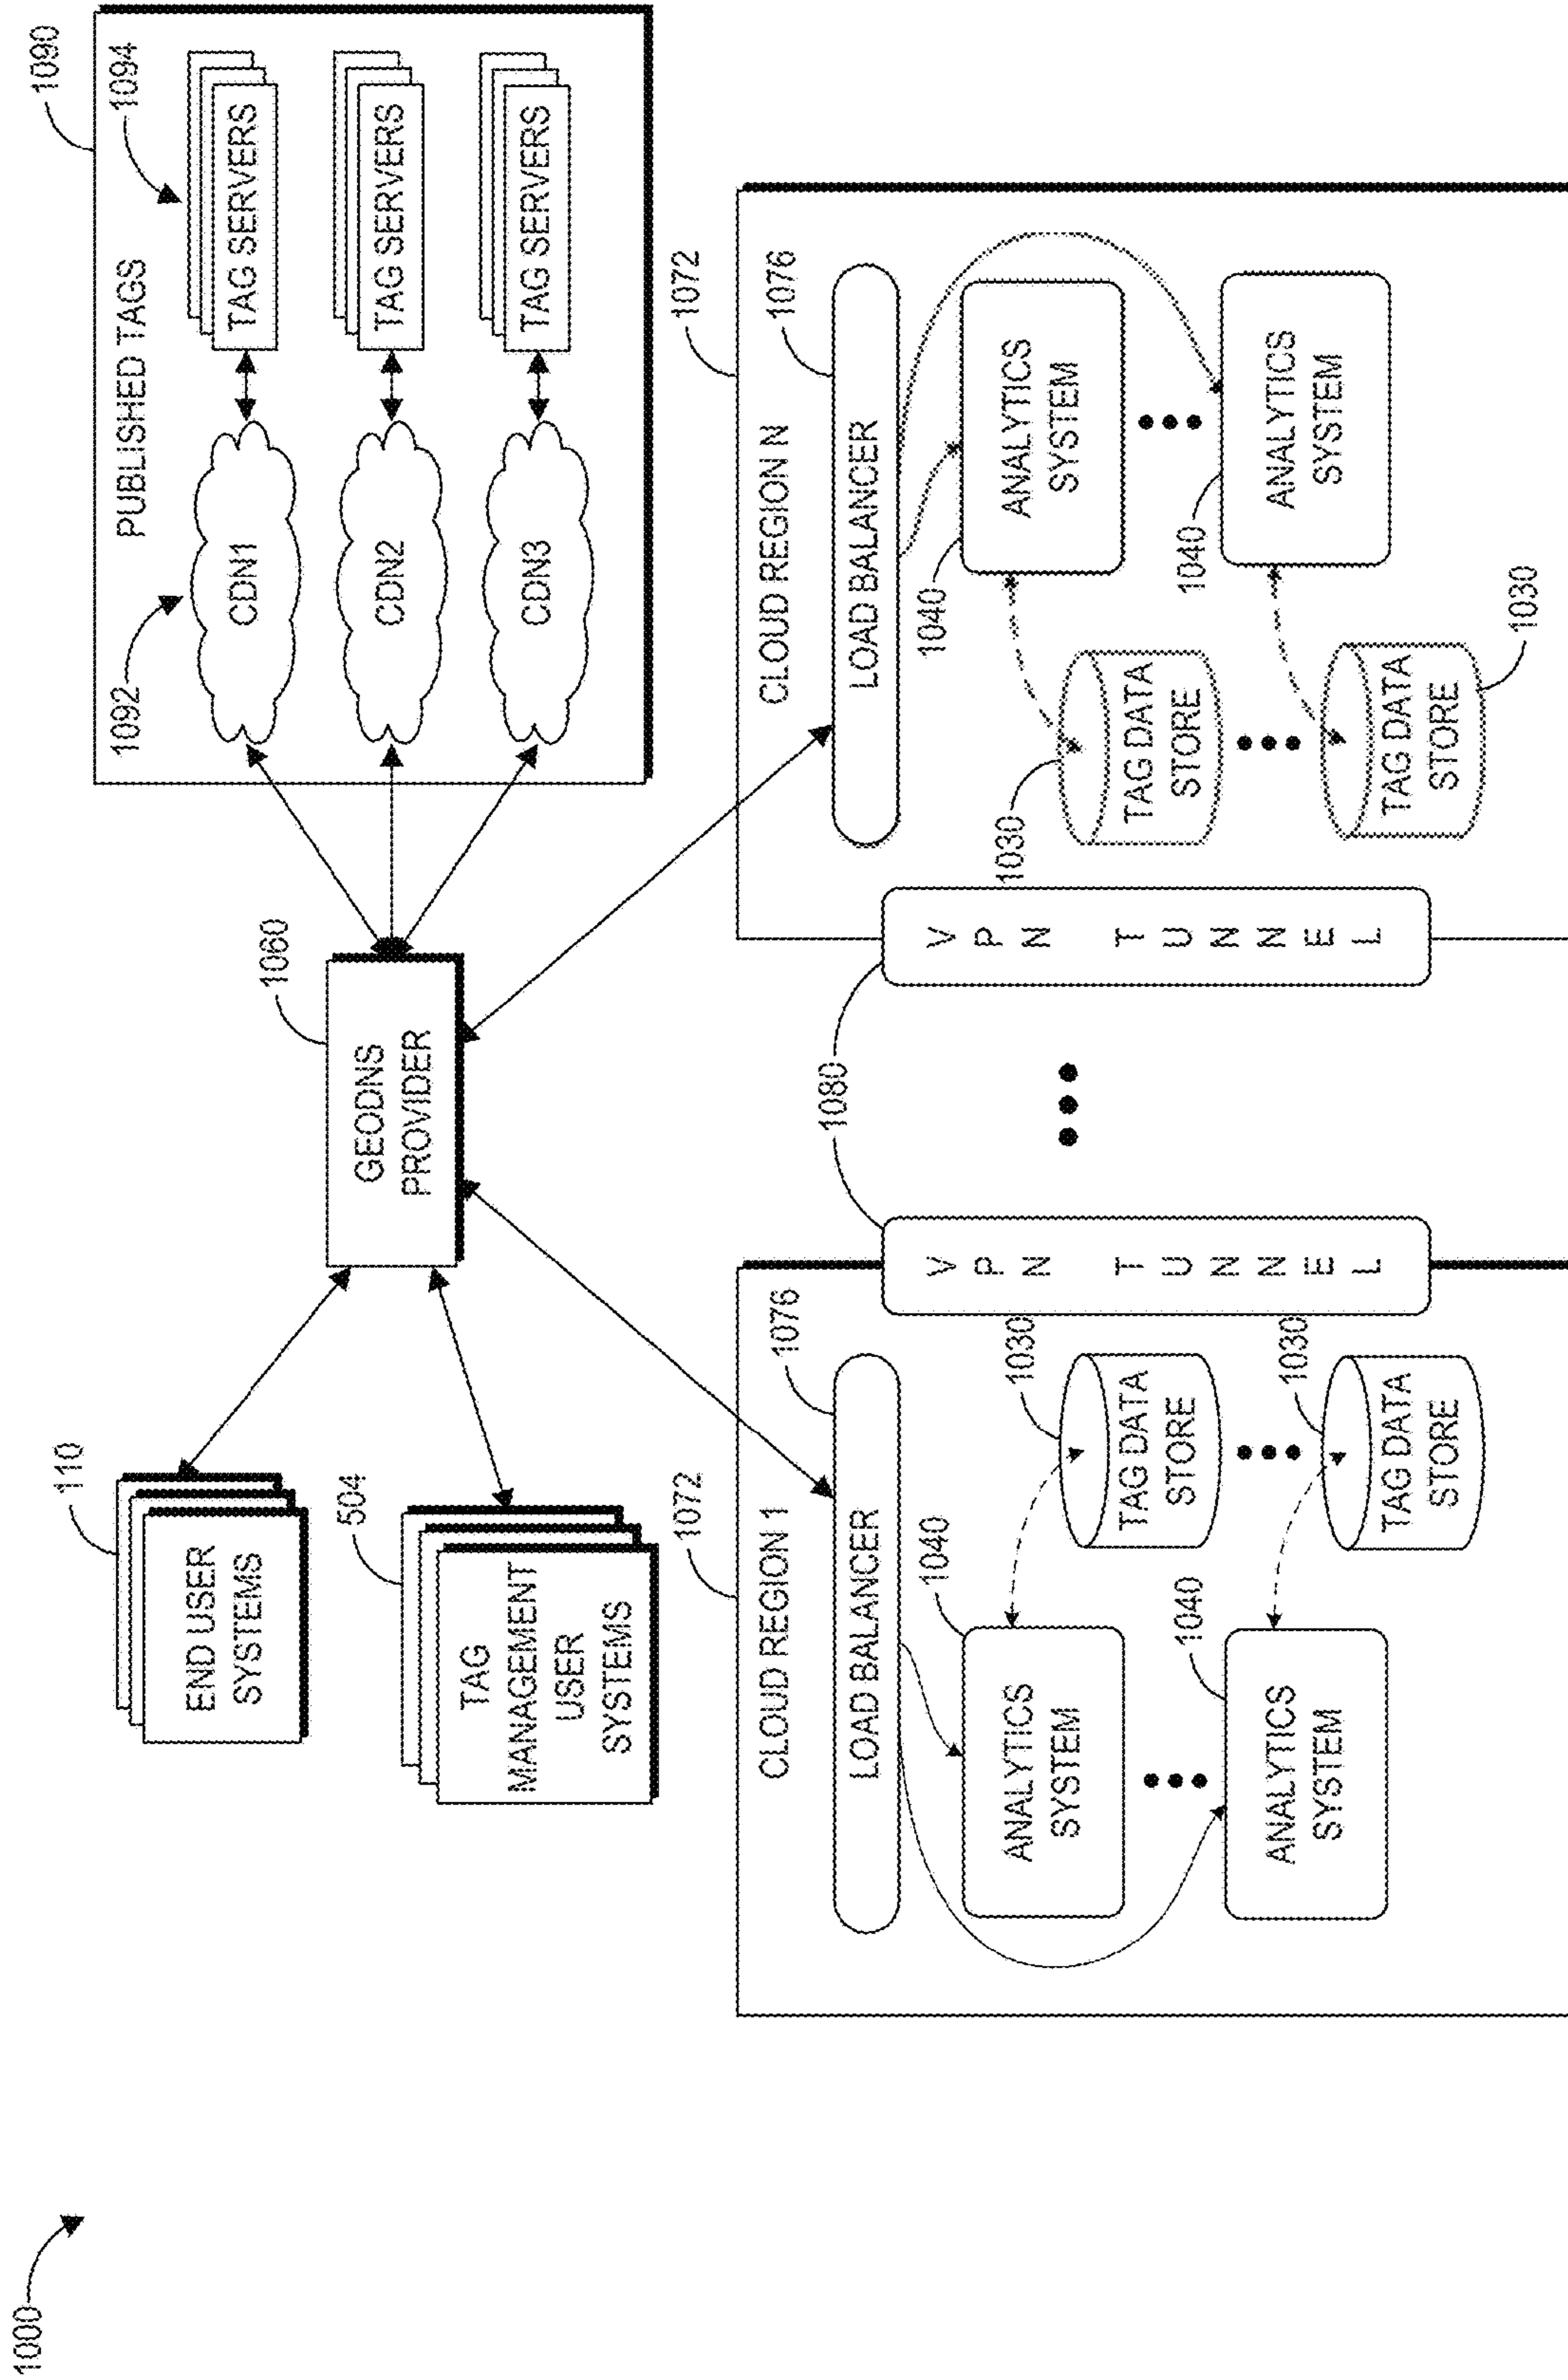 1000
110
END USER
SYSTEMS
504
TAG
MANAGEMENT
USER
SYSTEMS
1060
GEODNS
PROVIDER
1090
PUBLISHED TAGS
1092
1094
CDN1
TAG SERVERS
CDN2
TAG SERVERS
CDN3
TAG SERVERS
1072
CLOUD REGION 1
1076
LOAD BALANCER
1040
ANALYTICS
SYSTEM
1030
TAG DATA
STORE
1040
ANALYTICS
SYSTEM
1030
TAG DATA
STORE
VPN TUNNEL
1080
VPN TUNNEL
1072
CLOUD REGION N
1076
LOAD BALANCER
1030
TAG DATA
STORE
1040
ANALYTICS
SYSTEM
1030
TAG DATA
STORE
1040
ANALYTICS
SYSTEM